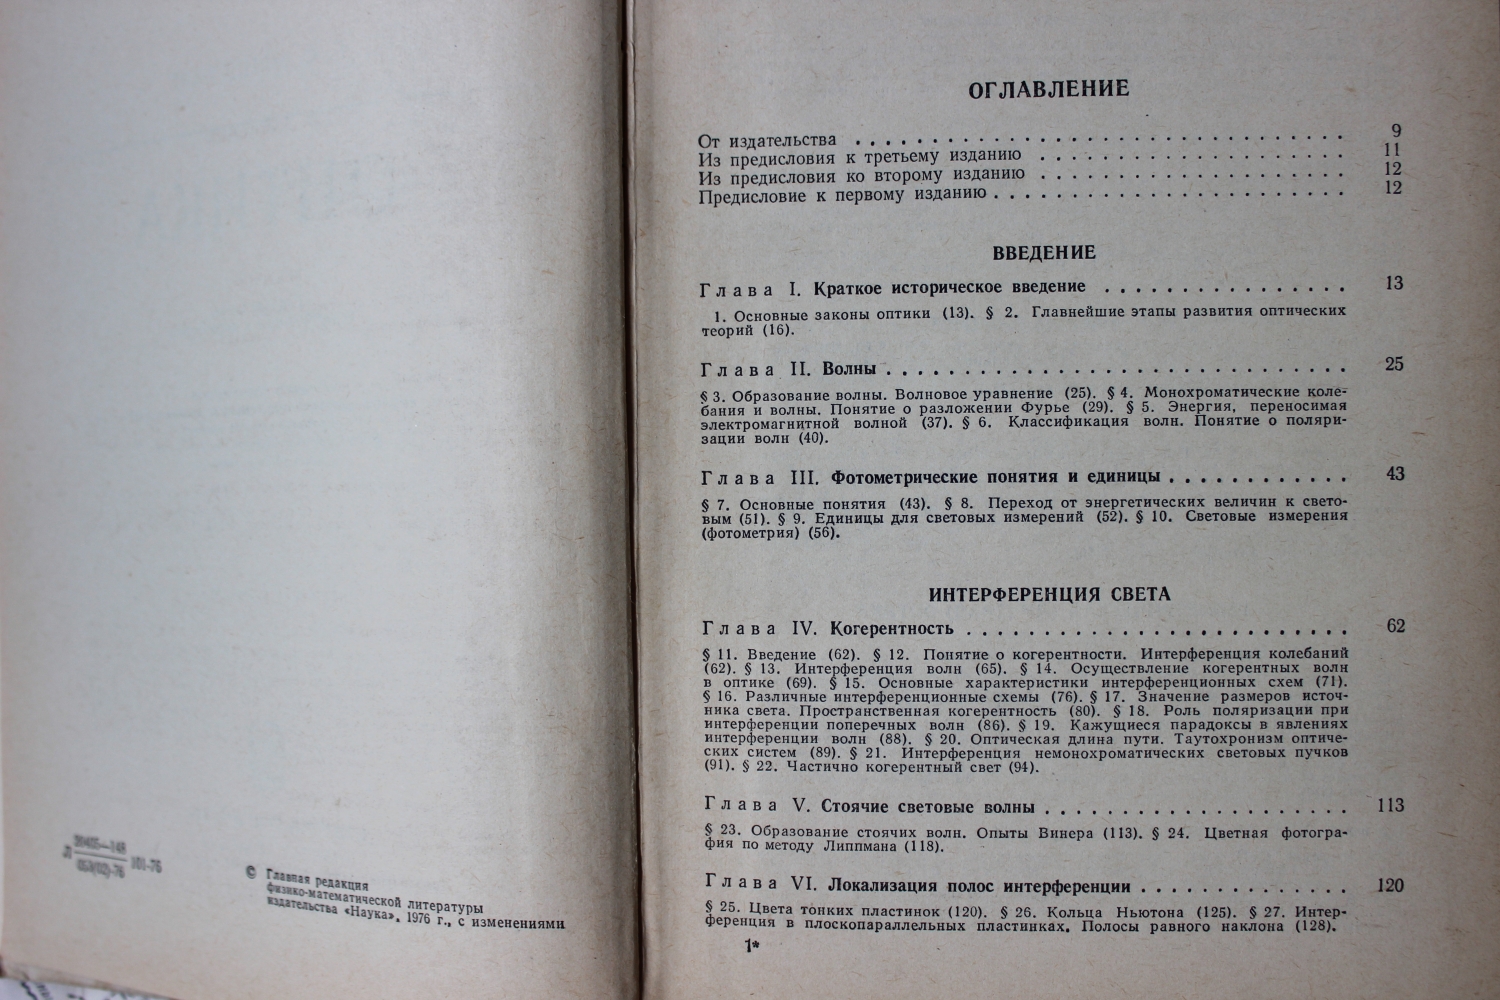 101-76
© Главная редакция
физико-математической литературы
издательства «Наука», 1976 г., с изменениями
ОГЛАВЛЕНИЕ
От издательства . . . . . . . . . . 9
Из предисловия к третьему изданию . . . . . . . . . . 11
Из предисловия ко второму изданию . . . . . . . . . . 12
Предисловие к первому изданию . . . . . . . . . . 12
ВВЕДЕНИЕ
Глава I. Краткое историческое введение . . . . . . . . . . 13
1. Основные законы оптики (13). § 2. Главнейшие этапы развития оптических
теорий (16).
Глава II. Волны . . . . . . . . . . 25
§ 3. Образование волны. Волновое уравнение (25). § 4. Монохроматические коле-
бания и волны. Понятие о разложении Фурье (29). § 5. Энергия, переносимая
электромагнитной волной (37). § 6. Классификация волн. Понятие о поляри-
зации волн (40).
Глава III. Фотометрические понятия и единицы . . . . . . . . . . 43
§ 7. Основные понятия (43). § 8. Переход от энергетических величин к свето-
вым (51). § 9. Единицы для световых измерений (52). § 10. Световые измерения
(фотометрия) (56).
ИНТЕРФЕРЕНЦИЯ СВЕТА
Глава IV. Когерентность . . . . . . . . . . 62
§ 11. Введение (62). § 12. Понятие о когерентности. Интерференция колебаний
(62). § 13. Интерференция волн (65). § 14. Осуществление когерентных волн
в оптике (69). § 15. Основные характеристики интерференционных схем (71).
§ 16. Различные интерференционные схемы (76). § 17. Значение размеров источ-
ника света. Пространственная когерентность (80). § 18. Роль поляризации при
интерференции поперечных волн (86). § 19. Кажущиеся парадоксы в явлениях
интерференции волн (88). § 20. Оптическая длина пути. Таутохронизм оптиче-
ских систем (89). § 21. Интерференция немонохроматических световых пучков
(91). § 22. Частично когерентный свет (94).
Глава V. Стоячие световые волны . . . . . . . . . . 113
§ 23. Образование стоячих волн. Опыты Винера (113). § 24. Цветная фотогра-
фия по методу Липпмана (118).
Глава VI. Локализация полос интерференции . . . . . . . . . . 120
§ 25. Цвета тонких пластинок (120). § 26. Кольца Ньютона (125). § 27. Интер-
ференция в плоскопараллельных пластинках. Полосы равного наклона (128).
1*